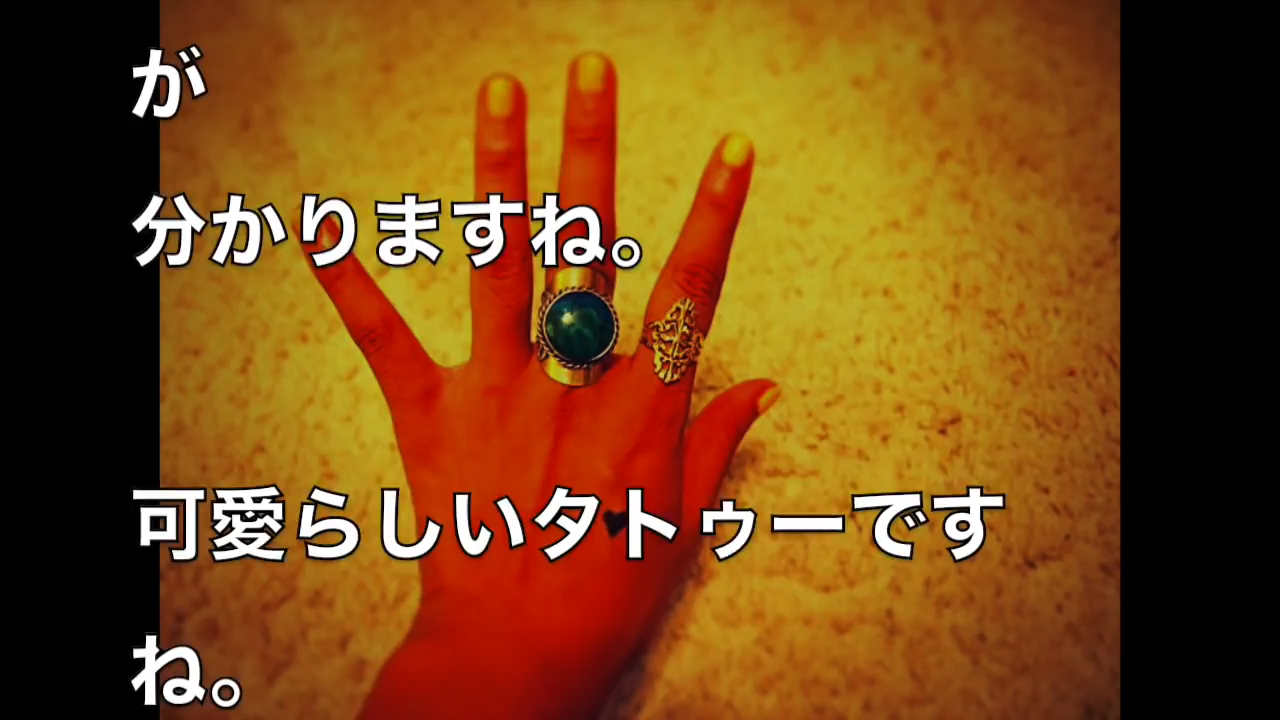 が
分かりますね。
可愛らしいタトゥーです
ね。